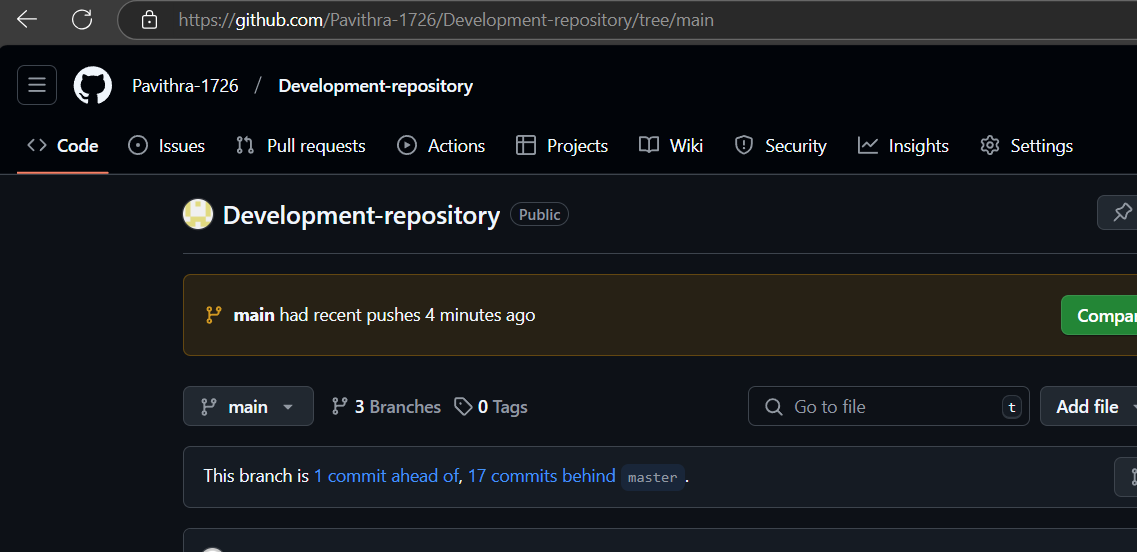 https://github.com/Pavithra-1726/Development-repository/tree/main
Pavithra-1726 / Development-repository
Code Issues Pull requests Actions Projects Wiki Security Insights Settings
Development-repository Public
main had recent pushes 4 minutes ago
main 3 Branches 0 Tags Go to file t Add file
This branch is 1 commit ahead of, 17 commits behind master.